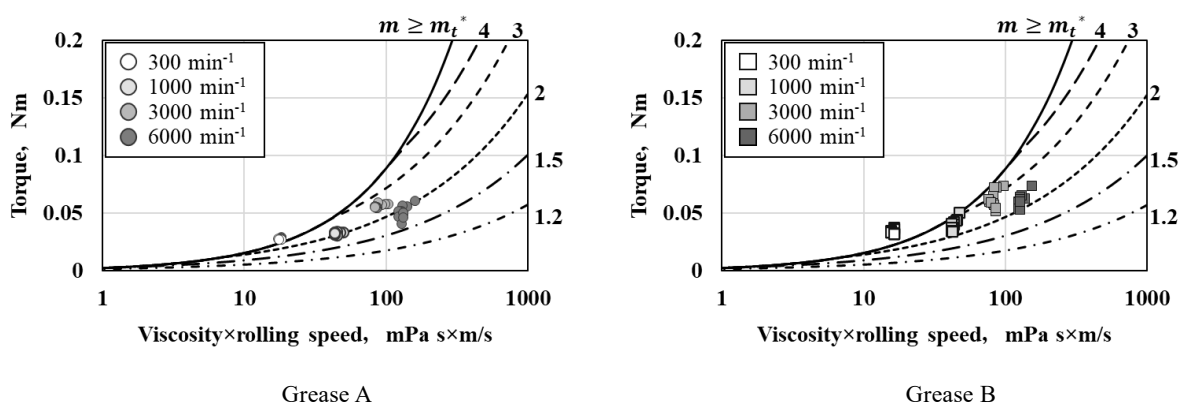 m ≥ m_t^* 4 3
0.2
0.15
0.1
0.05
0
Torque, Nm
300 min⁻¹
1000 min⁻¹
3000 min⁻¹
6000 min⁻¹
2
1.5
1.2
1 10 100 1000
Viscosity×rolling speed, mPa s×m/s
Grease A
m ≥ m_t^* 4 3
0.2
0.15
0.1
0.05
0
Torque, Nm
300 min⁻¹
1000 min⁻¹
3000 min⁻¹
6000 min⁻¹
2
1.5
1.2
1 10 100 1000
Viscosity×rolling speed, mPa s×m/s
Grease B